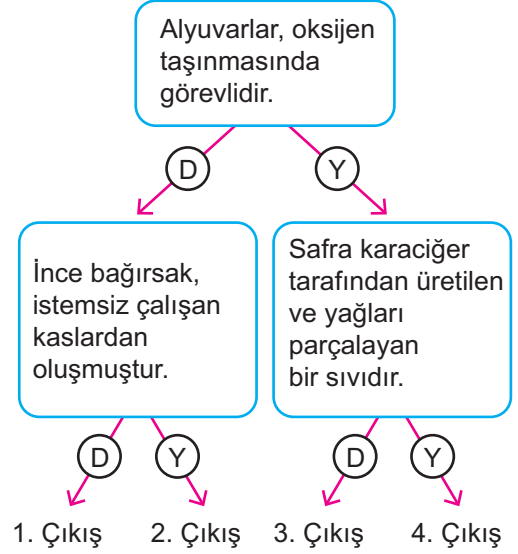 Alyuvarlar, oksijen
taşınmasında
görevlidir.
D
Y
İnce bağırsak,
istemsiz çalışan
kaslardan
oluşmuştur.
Safra karaciğer
tarafından üretilen
ve yağları
parçalayan
bir sıvıdır.
D
Y
D
Y
1. Çıkış
2. Çıkış
3. Çıkış
4. Çıkış